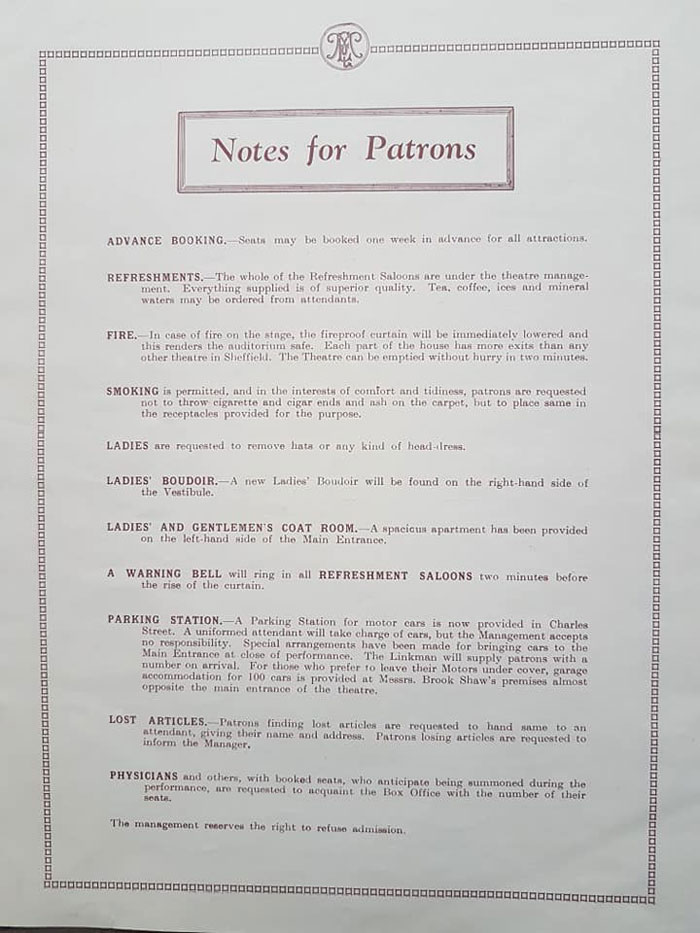 Notes for Patrons
ADVANCE BOOKING.—Seats may be booked one week in advance for all attractions.
REFRESHMENTS.—The whole of the Refreshment Saloons are under the theatre manage-
ment. Everything supplied is of superior quality. Tea, coffee, ices and mineral
waters may be ordered from attendants.
FIRE.—In case of fire on the stage, the fireproof curtain will be immediately lowered and
this renders the auditorium safe. Each part of the house has more exits than any
other theatre in Sheffield. The Theatre can be emptied without hurry in two minutes.
SMOKING is permitted, and in the interests of comfort and tidiness, patrons are requested
not to throw cigarette and cigar ends and ash on the carpet, but to place same in
the receptacles provided for the purpose.
LADIES are requested to remove hats or any kind of head-dress.
LADIES' BOUDOIR.—A new Ladies' Boudoir will be found on the right-hand side of
the Vestibule.
LADIES' AND GENTLEMEN'S COAT ROOM.—A spacious apartment has been provided
on the left-hand side of the Main Entrance.
A WARNING BELL will ring in all REFRESHMENT SALOONS two minutes before
the rise of the curtain.
PARKING STATION.—A Parking Station for motor cars is now provided in Charles
Street. A uniformed attendant will take charge of cars, but the Management accepts
no responsibility. Special arrangements have been made for bringing cars to the
Main Entrance at close of performance. The Linkman will supply patrons with a
number on arrival. For those who prefer to leave their Motors under cover, garage
accommodation for 100 cars is provided at Messrs. Brook Shaw's premises almost
opposite the main entrance of the theatre.
LOST ARTICLES.—Patrons finding lost articles are requested to hand same to an
attendant, giving their name and address. Patrons losing articles are requested to
inform the Manager.
PHYSICIANS and others, with booked seats, who anticipate being summoned during the
performance, are requested to acquaint the Box Office with the number of their
seats.
The management reserves the right to refuse admission.